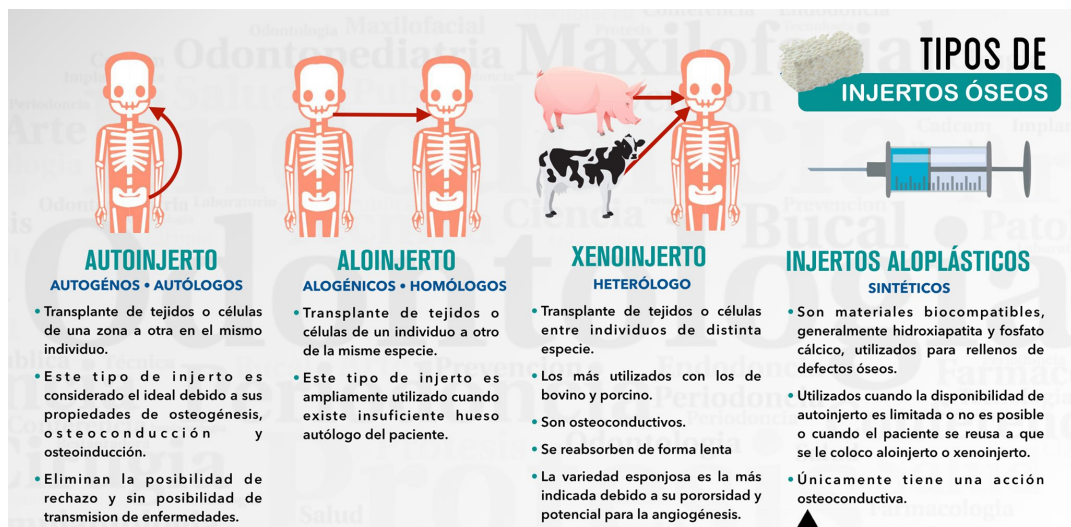 TIPOS DE
INJERTOS ÓSEOS
AUTOINJERTO
AUTOGÉNOS • AUTÓLOGOS
• Transplante de tejidos o células
de una zona a otra en el mismo
individuo.
• Este tipo de injerto es
considerado el ideal debido a sus
propiedades de osteogénesis,
osteoconducción y
osteoinducción.
• Eliminan la posibilidad de
rechazo y sin posibilidad de
transmision de enfermedades.
ALOINJERTO
ALOGÉNICOS • HOMÓLOGOS
• Transplante de tejidos o
células de un individuo a otro
de la misme especie.
• Este tipo de injerto es
ampliamente utilizado cuando
existe insuficiente hueso
autólogo del paciente.
XENOINJERTO
HETERÓLOGO
• Transplante de tejidos o células
entre individuos de distinta
especie.
• Los más utilizados con los de
bovino y porcino.
• Son osteoconductivos.
• Se reabsorben de forma lenta
• La variedad esponjosa es la más
indicada debido a su pororsidad y
potencial para la angiogénesis.
INJERTOS ALOPLÁSTICOS
SINTÉTICOS
• Son materiales biocompatibles,
generalmente hidroxiapatita y fosfato
cálcico, utilizados para rellenos de
defectos óseos.
• Utilizados cuando la disponibilidad de
autoinjerto es limitada o no es posible
o cuando el paciente se reusa a que
se le coloco aloinjerto o xenoinjerto.
• Únicamente tiene una acción
osteoconductiva.